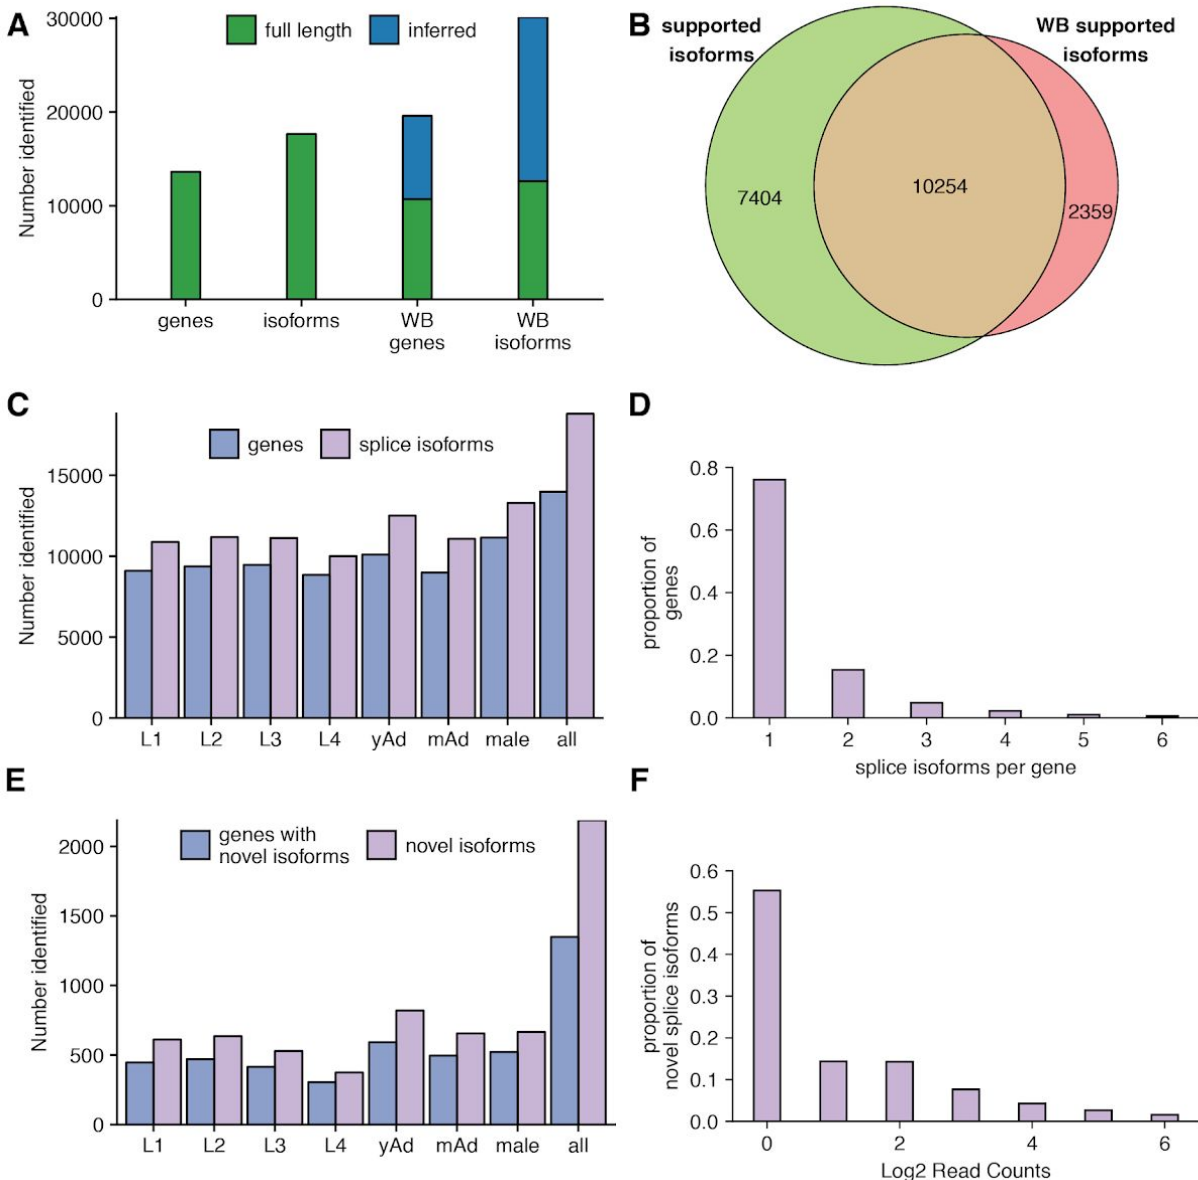 A
full length
inferred
Number identified
30000
20000
10000
0
genes
isoforms
WB
genes
WB
isoforms
B
supported
isoforms
WB supported
isoforms
7404
10254
2359
C
genes
splice isoforms
Number identified
15000
10000
5000
0
L1
L2
L3
L4
yAd
mAd
male
all
D
proportion of
genes
0.8
0.6
0.4
0.2
0.0
1
2
3
4
5
6
splice isoforms per gene
E
genes with
novel isoforms
novel isoforms
Number identified
2000
1500
1000
500
0
L1
L2
L3
L4
yAd
mAd
male
all
F
proportion of
novel splice isoforms
0.6
0.5
0.4
0.3
0.2
0.1
0.0
0
2
4
6
Log2 Read Counts